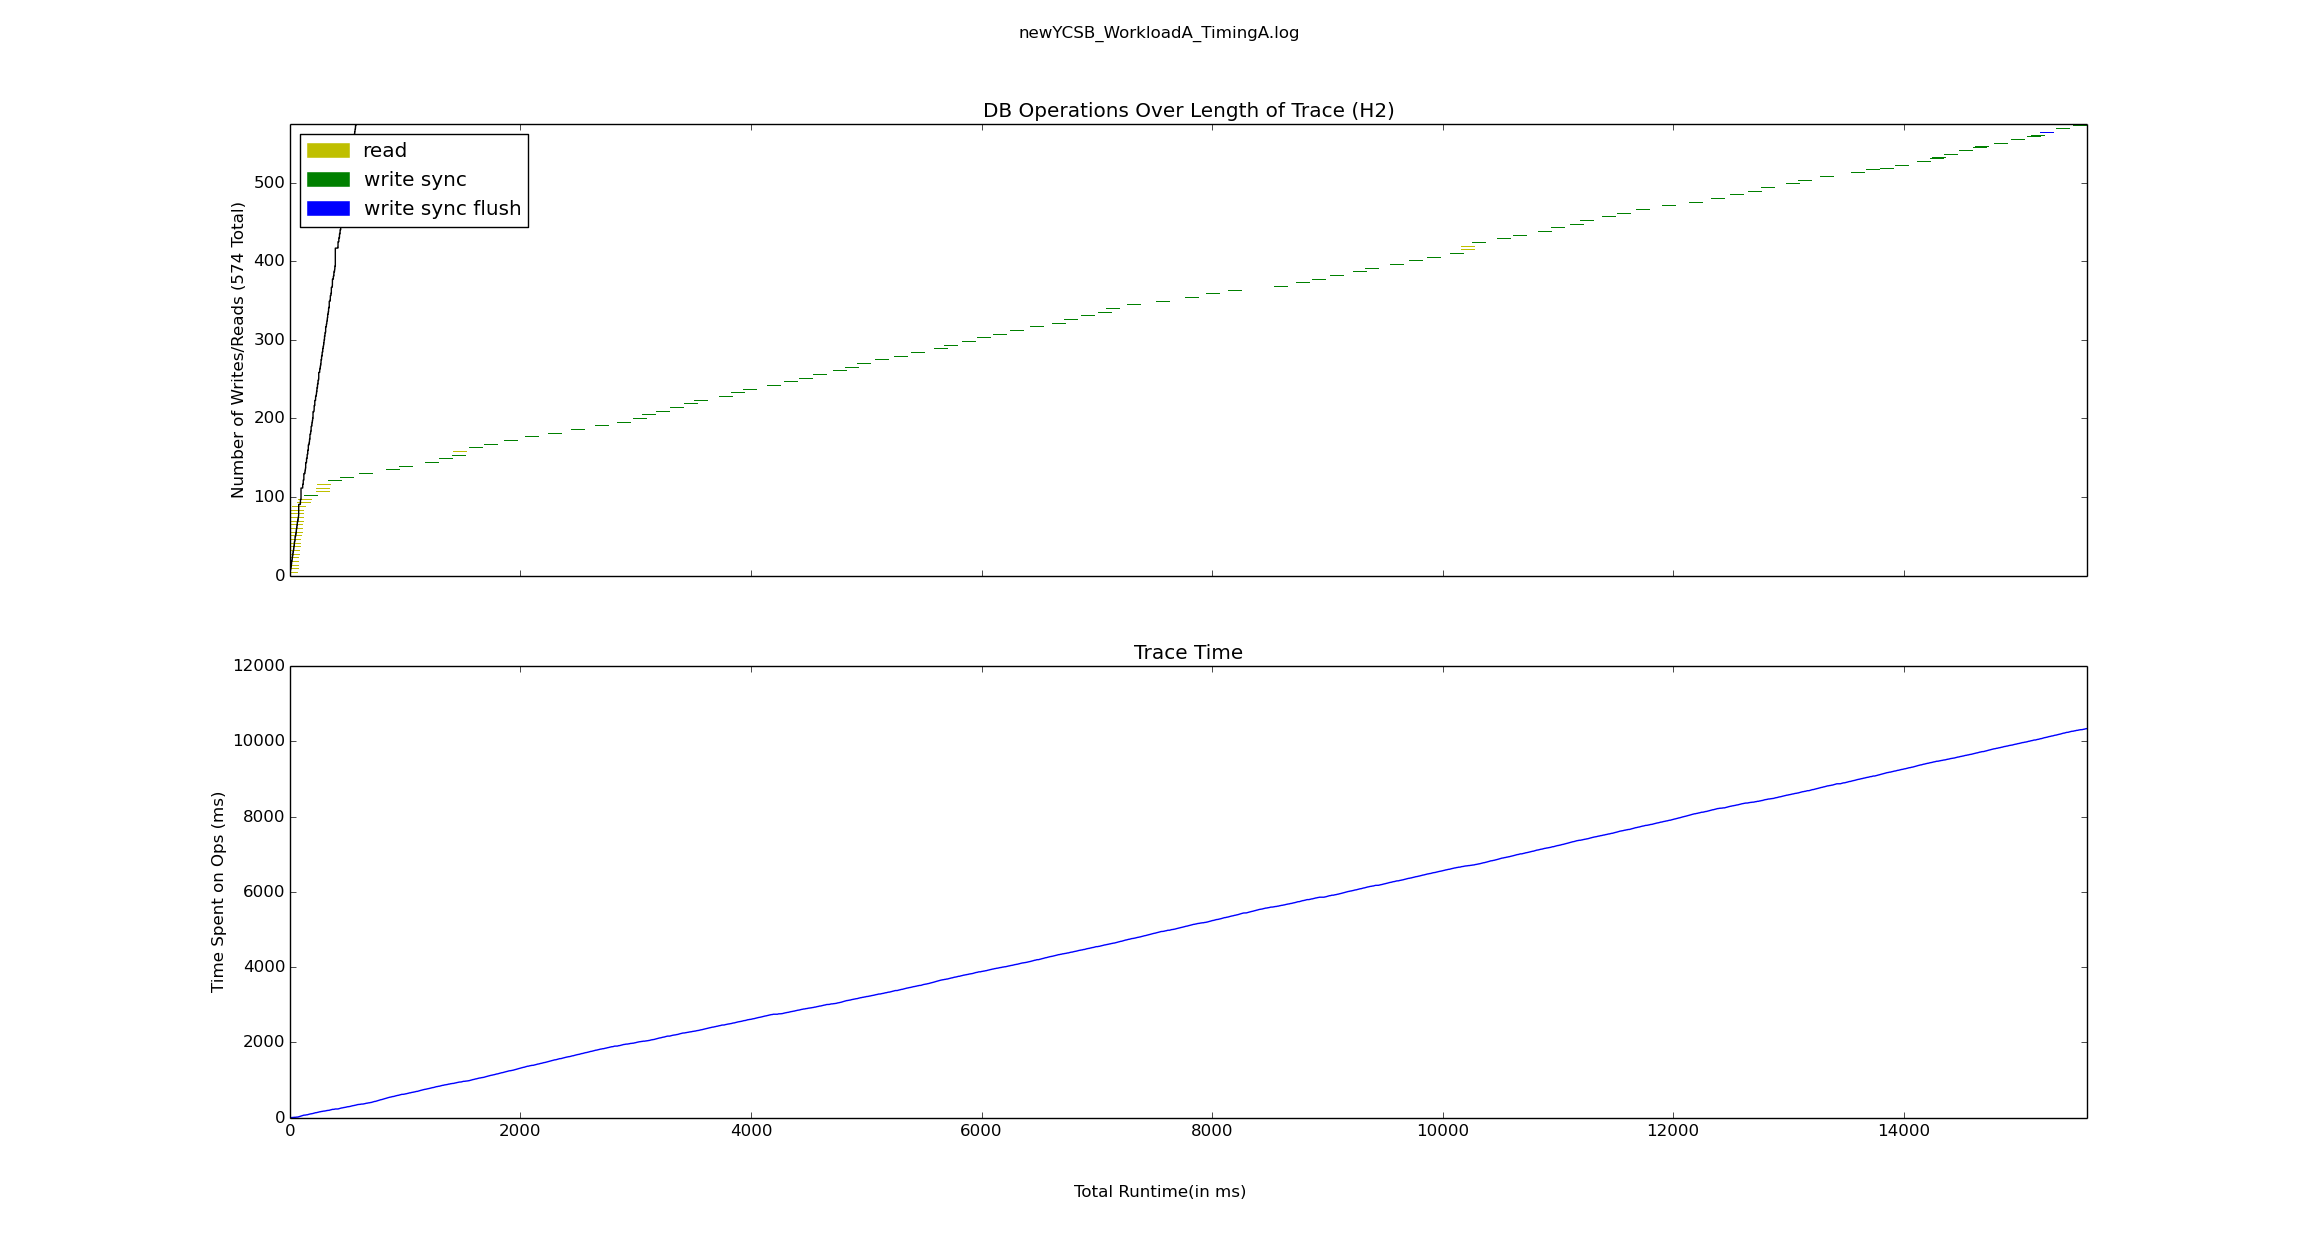 newYCSB_WorkloadA_TimingA.log
DB Operations Over Length of Trace (H2)
read
write sync
write sync flush
Number of Writes/Reads (574 Total)
500
400
300
200
100
0
Trace Time
Time Spent on Ops (ms)
12000
10000
8000
6000
4000
2000
0
0 2000 4000 6000 8000 10000 12000 14000
Total Runtime(in ms)